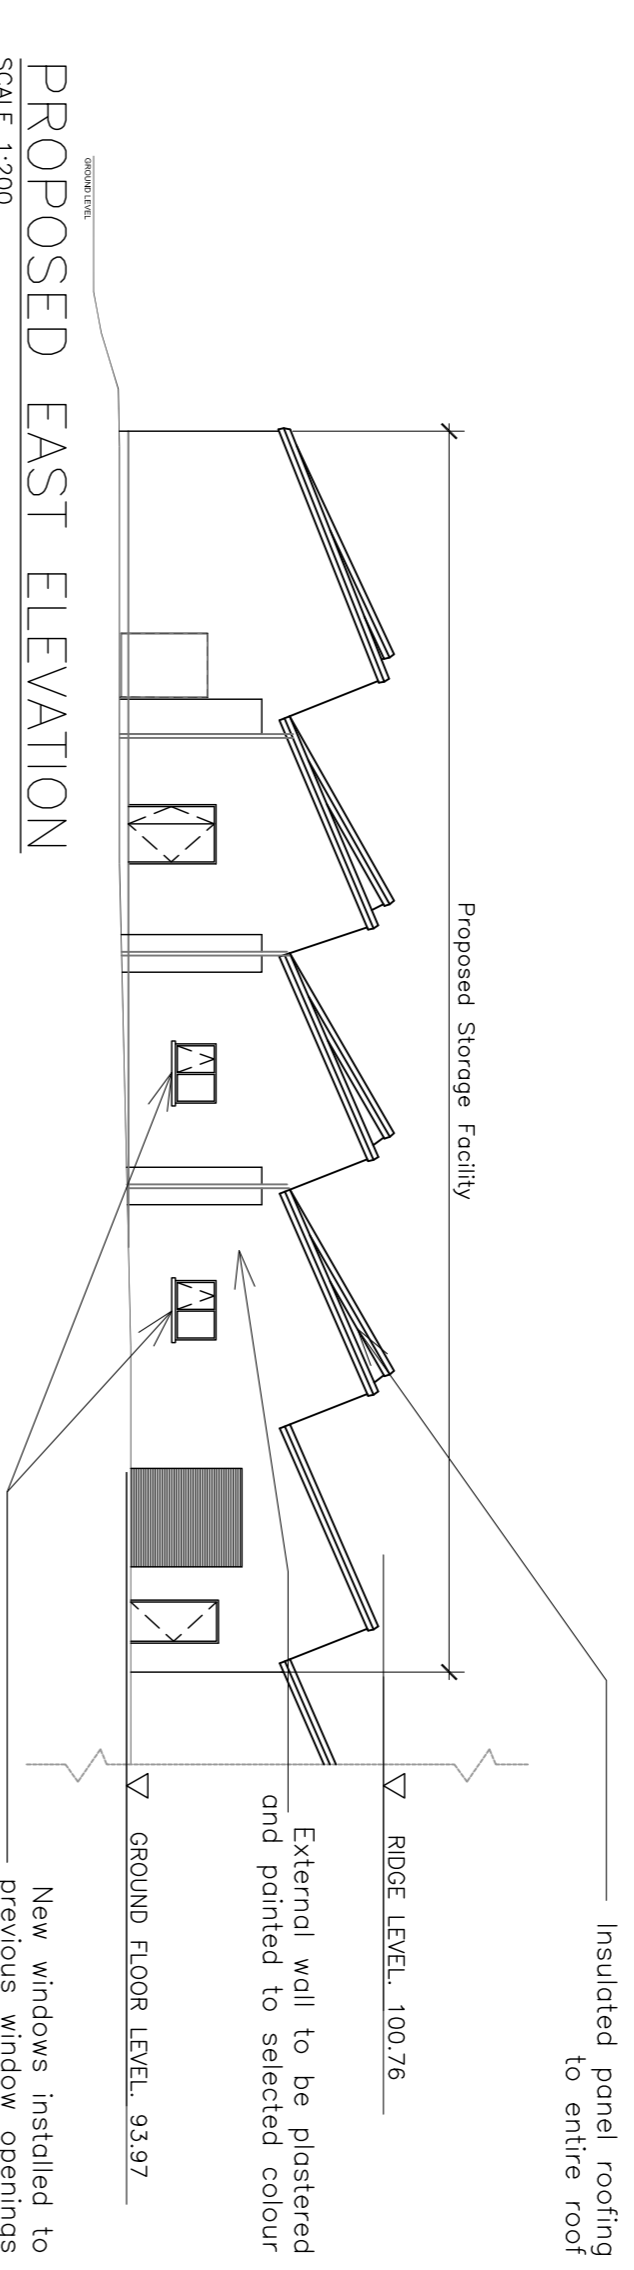 Insulated panel roofing
to entire roof
Proposed Storage Facility
RIDGE LEVEL. 100.76
External wall to be plastered
and painted to selected colour
GROUND FLOOR LEVEL. 93.97
GROUND LEVEL
New windows installed to
previous window openings
PROPOSED EAST ELEVATION
SCALE 1:200